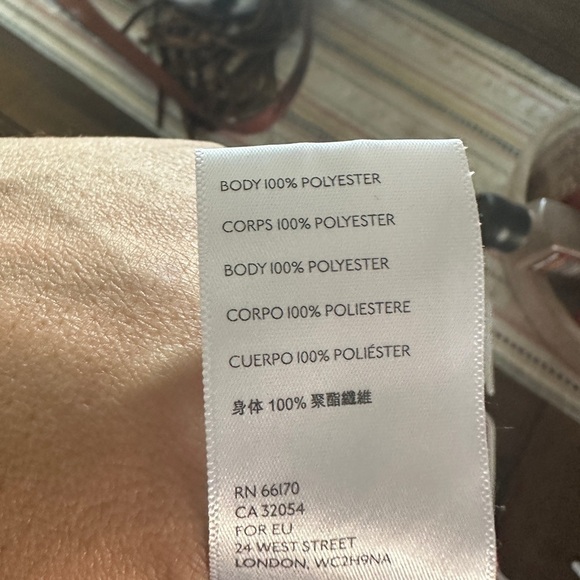 BODY 100% POLYESTER
CORPS 100% POLYESTER
BODY 100% POLYESTER
CORPO 100% POLIESTERE
CUERPO 100% POLIÉSTER
身体 100% 聚酯纖維
RN 66170
CA 32054
FOR EU
24 WEST STREET
LONDON, WC2H9NA